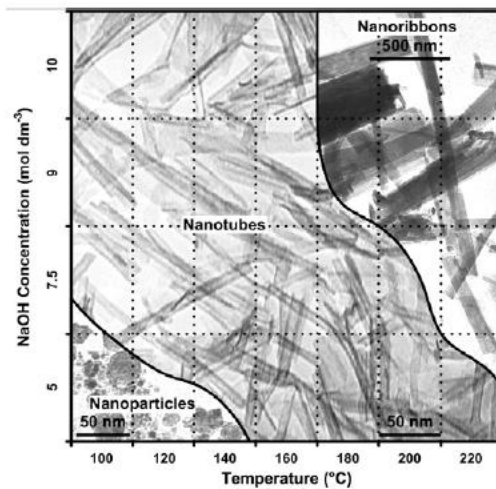 Nanoribbons
500 nm
NaOH Concentration (mol dm-3)
10
9
7.5
5
Nanotubes
Nanoparticles
50 nm
50 nm
100 120 140 160 180 200 220
Temperature (°C)